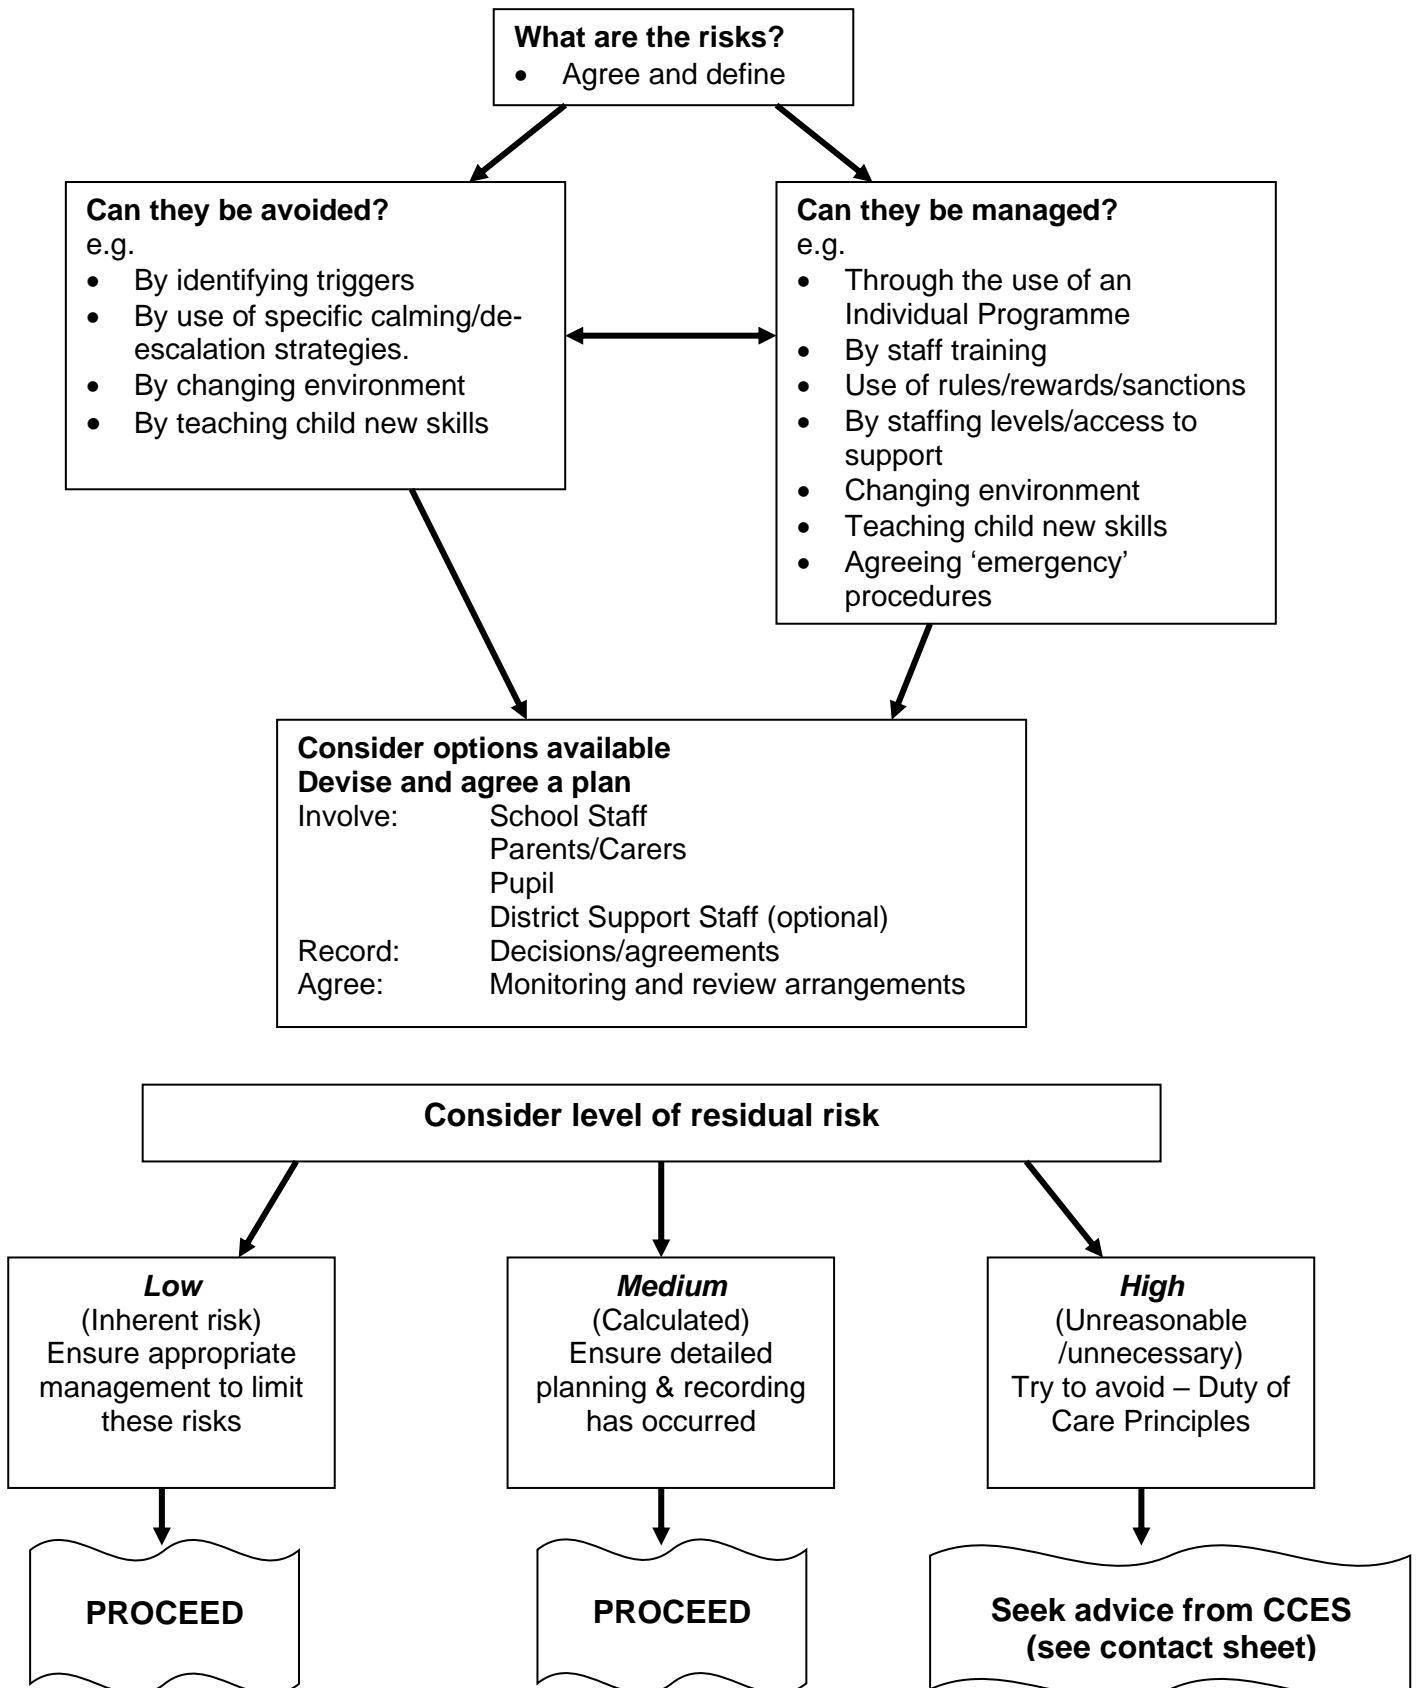 What are the risks?
• Agree and define
Can they be avoided?
e.g.
• By identifying triggers
• By use of specific calming/de-
escalation strategies.
• By changing environment
• By teaching child new skills
Can they be managed?
e.g.
• Through the use of an
Individual Programme
• By staff training
• Use of rules/rewards/sanctions
• By staffing levels/access to
support
• Changing environment
• Teaching child new skills
• Agreeing ‘emergency’
procedures
Consider options available
Devise and agree a plan
Involve: School Staff
Parents/Carers
Pupil
District Support Staff (optional)
Record: Decisions/agreements
Agree: Monitoring and review arrangements
Consider level of residual risk
Low
(Inherent risk)
Ensure appropriate
management to limit
these risks
Medium
(Calculated)
Ensure detailed
planning & recording
has occurred
High
(Unreasonable
/unnecessary)
Try to avoid – Duty of
Care Principles
PROCEED
PROCEED
Seek advice from CCES
(see contact sheet)